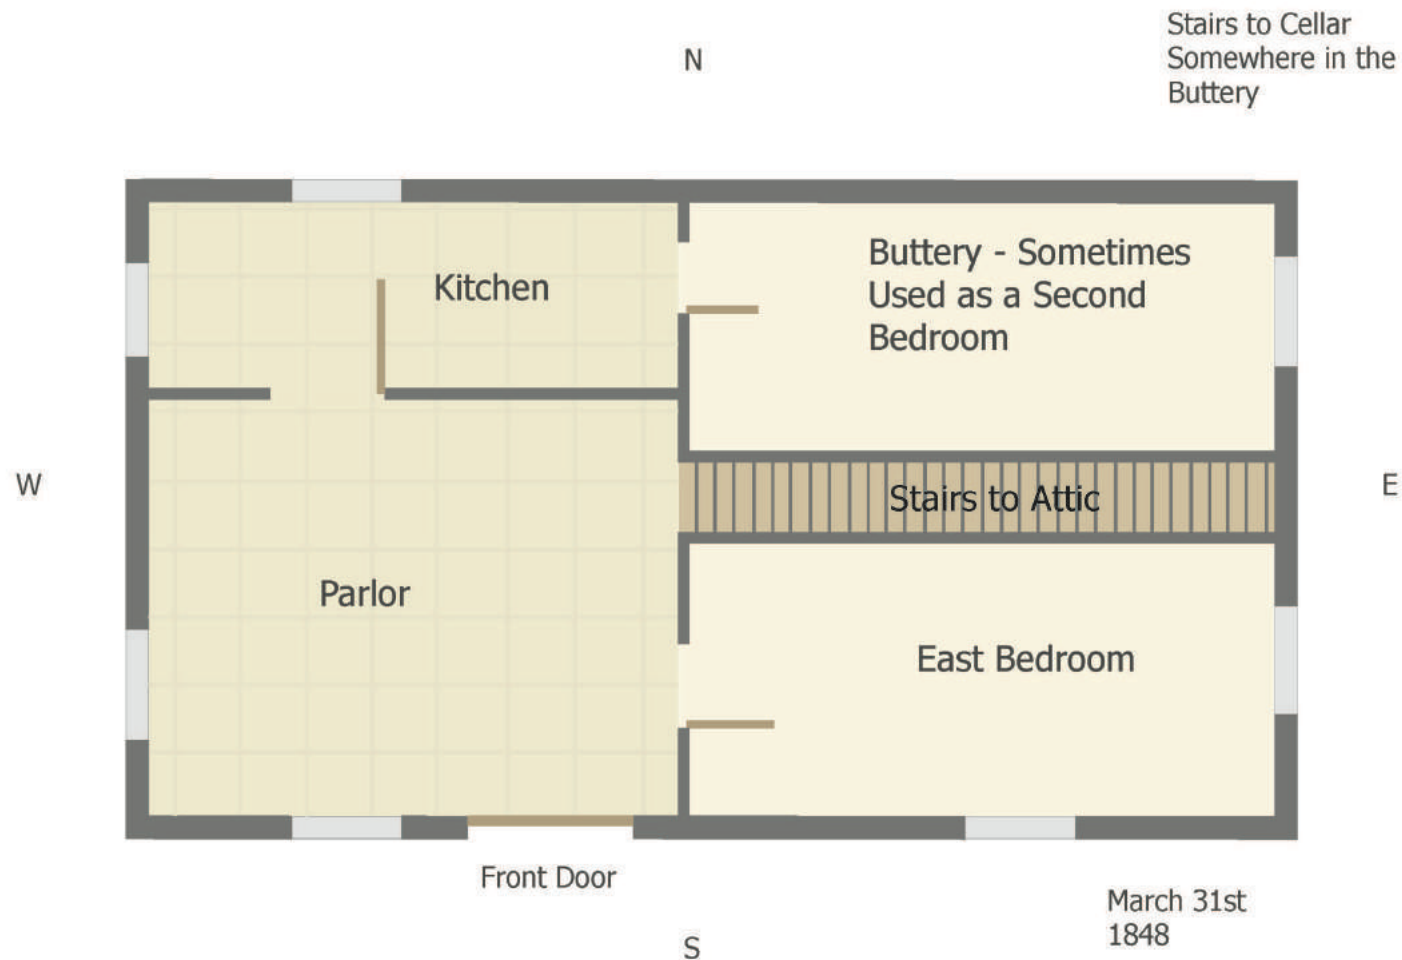 Stairs to Cellar
Somewhere in the
Buttery
N
Kitchen
Buttery - Sometimes
Used as a Second
Bedroom
W
Stairs to Attic
E
Parlor
East Bedroom
Front Door
March 31st
1848
S